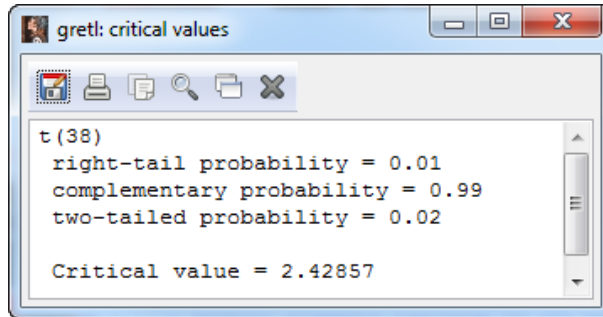 gretl: critical values
t(38)
right-tail probability = 0.01
complementary probability = 0.99
two-tailed probability = 0.02
Critical value = 2.42857